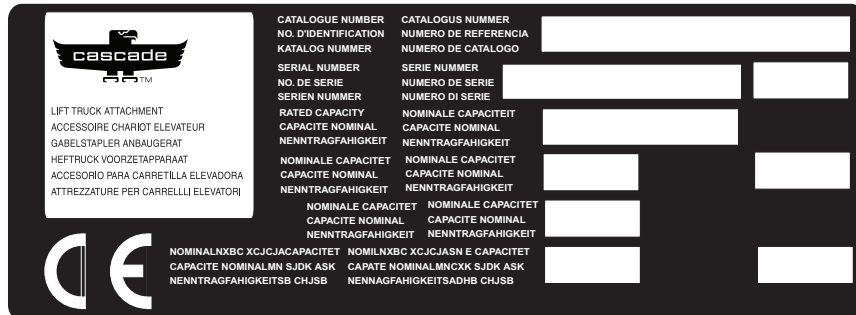 cascade
TM
LIFT TRUCK ATTACHMENT
ACCESSOIRE CHARIOT ELEVATEUR
GABELSTAPLER ANBAUGERAT
HEFTRUCK VOORZETAPPARAAT
ACCESORIO PARA CARRETILLA ELEVADORA
ATTREZZATURE PER CARRELLLI ELEVATORI
CATALOGUE NUMBER CATALOGUS NUMMER
NO. D'IDENTIFICATION NUMERO DE REFERENCIA
KATALOG NUMMER NUMERO DE CATALOGO
SERIAL NUMBER SERIE NUMMER
NO. DE SERIE NUMERO DE SERIE
SERIEN NUMMER NUMERO DI SERIE
RATED CAPACITY NOMINALE CAPACITEIT
CAPACITE NOMINAL CAPACITE NOMINAL
NENNTRAGFAHIGKEIT NENNTRAGFAHIGKEIT
NOMINALE CAPACITET NOMINALE CAPACITET
CAPACITE NOMINAL CAPACITE NOMINAL
NENNTRAGFAHIGKEIT NENNTRAGFAHIGKEIT
NOMINALE CAPACITET NOMINALE CAPACITET
CAPACITE NOMINAL CAPACITE NOMINAL
NENNTRAGFAHIGKEIT NENNTRAGFAHIGKEIT
CE
NOMINALNXBC XCJCJACAPACITET NOMILNXBC XCJCJASN E CAPACITET
CAPACITE NOMINALMN SJDK ASK CAPATE NOMINALMNCXK SJDK ASK
NENNTRAGFAHIGKEITSB CHJSB NENNAGFAHIGKEITSADHB CHJSB